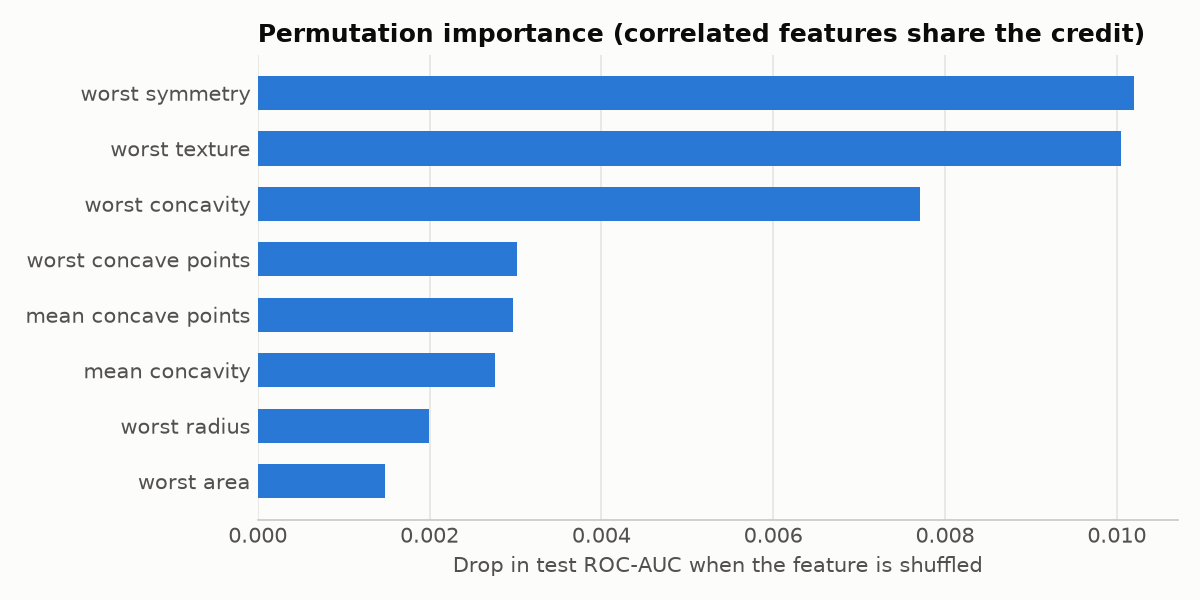 Permutation importance (correlated features share the credit)
worst symmetry
worst texture
worst concavity
worst concave points
mean concave points
mean concavity
worst radius
worst area
0.000 0.002 0.004 0.006 0.008 0.010
Drop in test ROC-AUC when the feature is shuffled